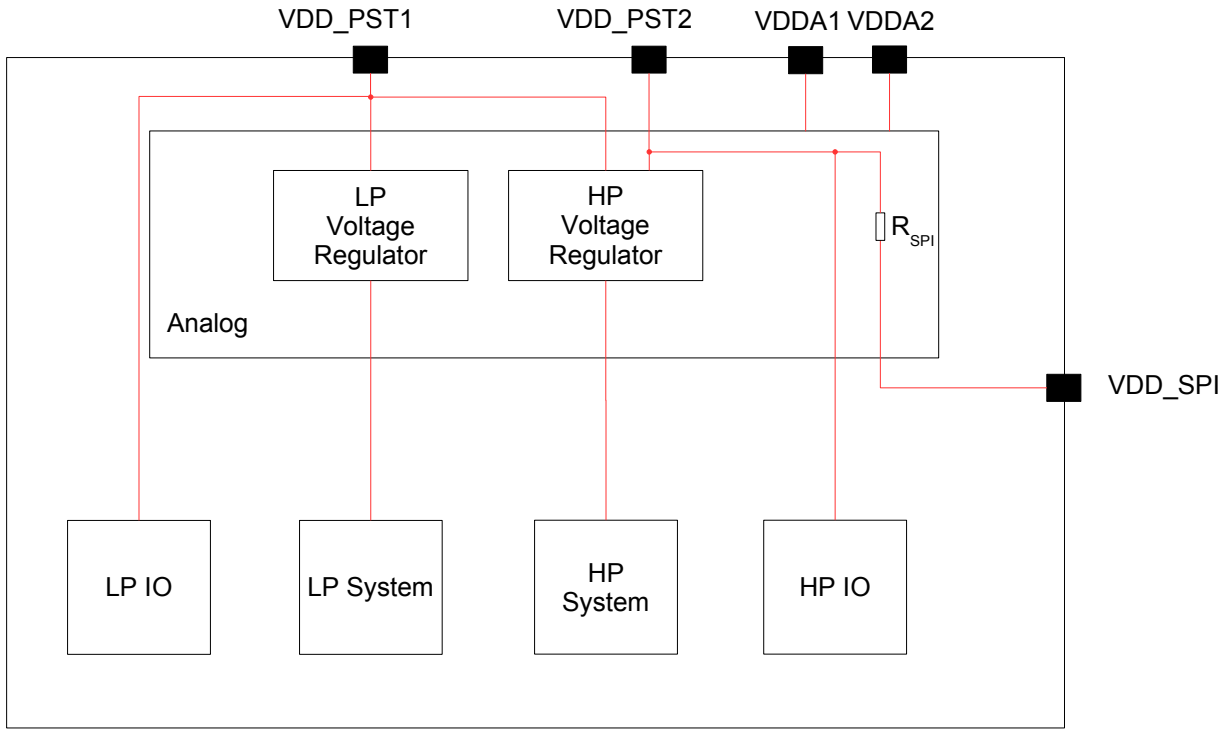 VDD_PST1
VDD_PST2
VDDA1 VDDA2
LP
Voltage
Regulator
HP
Voltage
Regulator
RSPI
Analog
VDD_SPI
LP IO
LP System
HP
System
HP IO